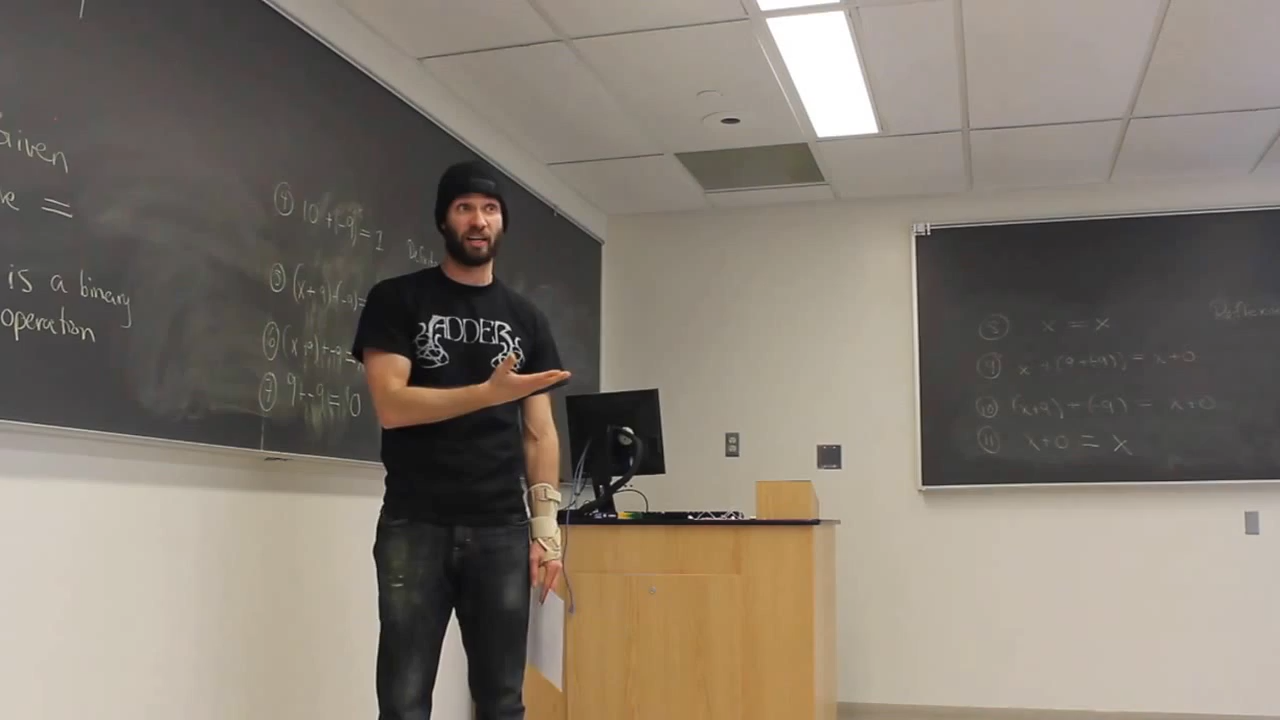 Given
=
is a binary
operation
④ 10 + (-9) = 1
⑤ (x + 9) + (-9) =
⑥ (x + 9) + -9 =
⑦ 9 + -9 = 0
ADDER
⑧ x = x
⑨ x + (9 + (-9)) = x + 0
⑩ (x + 9) + (-9) = x + 0
⑪ x + 0 = x